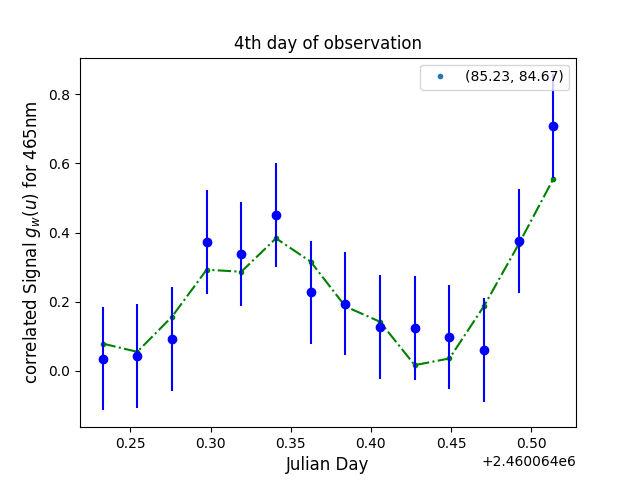 4th day of observation
(85.23, 84.67)
correlated Signal g_w(u) for 465nm
0.8
0.6
0.4
0.2
0.0
0.25 0.30 0.35 0.40 0.45 0.50
+2.460064e6
Julian Day